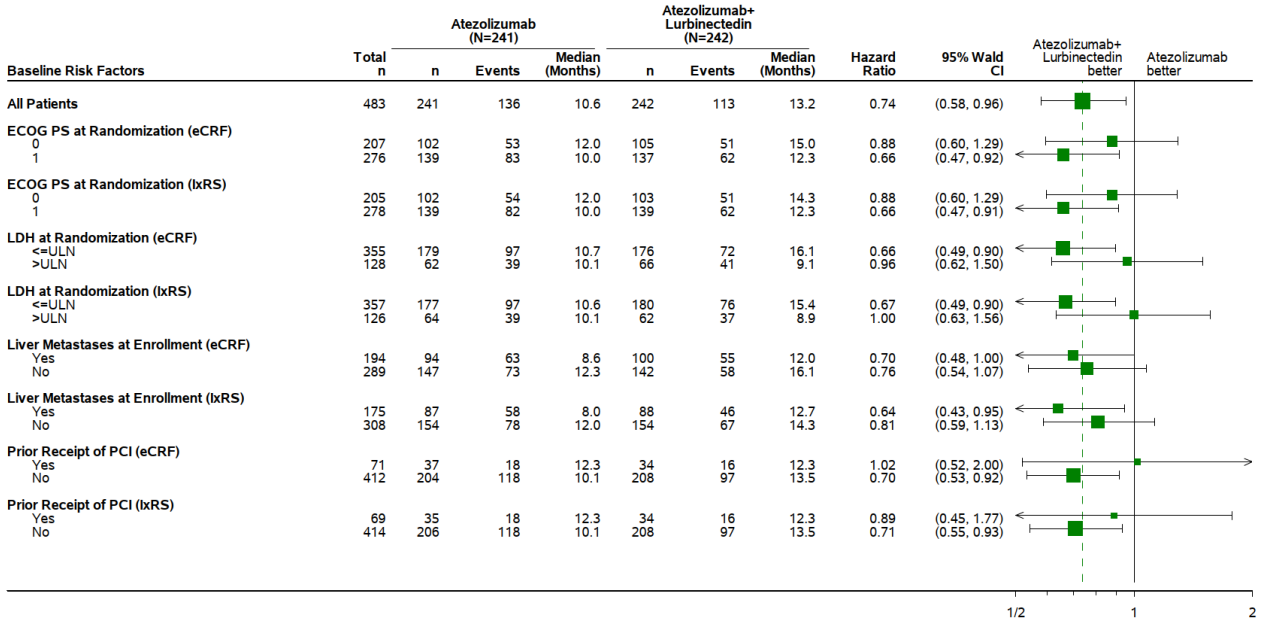 Atezolizumab (N=241) Atezolizumab+ Lurbinectedin (N=242)
Baseline Risk Factors Total n n Events Median (Months) n Events Median (Months) Hazard Ratio 95% Wald CI Atezolizumab+ Lurbinectedin better Atezolizumab better
All Patients 483 241 136 10.6 242 113 13.2 0.74 (0.58, 0.96)
ECOG PS at Randomization (eCRF)
0 207 102 53 12.0 105 51 15.0 0.88 (0.60, 1.29)
1 276 139 83 10.0 137 62 12.3 0.66 (0.47, 0.92)
ECOG PS at Randomization (IxRS)
0 205 102 54 12.0 103 51 14.3 0.88 (0.60, 1.29)
1 278 139 82 10.0 139 62 12.3 0.66 (0.47, 0.91)
LDH at Randomization (eCRF)
<=ULN 355 179 97 10.7 176 72 16.1 0.66 (0.49, 0.90)
>ULN 128 62 39 10.1 66 41 9.1 0.96 (0.62, 1.50)
LDH at Randomization (IxRS)
<=ULN 357 177 97 10.6 180 76 15.4 0.67 (0.49, 0.90)
>ULN 126 64 39 10.1 62 37 8.9 1.00 (0.63, 1.56)
Liver Metastases at Enrollment (eCRF)
Yes 194 94 63 8.6 100 55 12.0 0.70 (0.48, 1.00)
No 289 147 73 12.3 142 58 16.1 0.76 (0.54, 1.07)
Liver Metastases at Enrollment (IxRS)
Yes 175 87 58 8.0 88 46 12.7 0.64 (0.43, 0.95)
No 308 154 78 12.0 154 67 14.3 0.81 (0.59, 1.13)
Prior Receipt of PCI (eCRF)
Yes 71 37 18 12.3 34 16 12.3 1.02 (0.52, 2.00)
No 412 204 118 10.1 208 97 13.5 0.70 (0.53, 0.92)
Prior Receipt of PCI (IxRS)
Yes 69 35 18 12.3 34 16 12.3 0.89 (0.45, 1.77)
No 414 206 118 10.1 208 97 13.5 0.71 (0.55, 0.93)
1/2 1 2